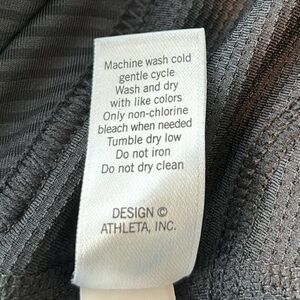 Machine wash cold
gentle cycle
Wash and dry
with like colors
Only non-chlorine
bleach when needed
Tumble dry low
Do not iron
Do not dry clean
DESIGN ©
ATHLETA, INC.